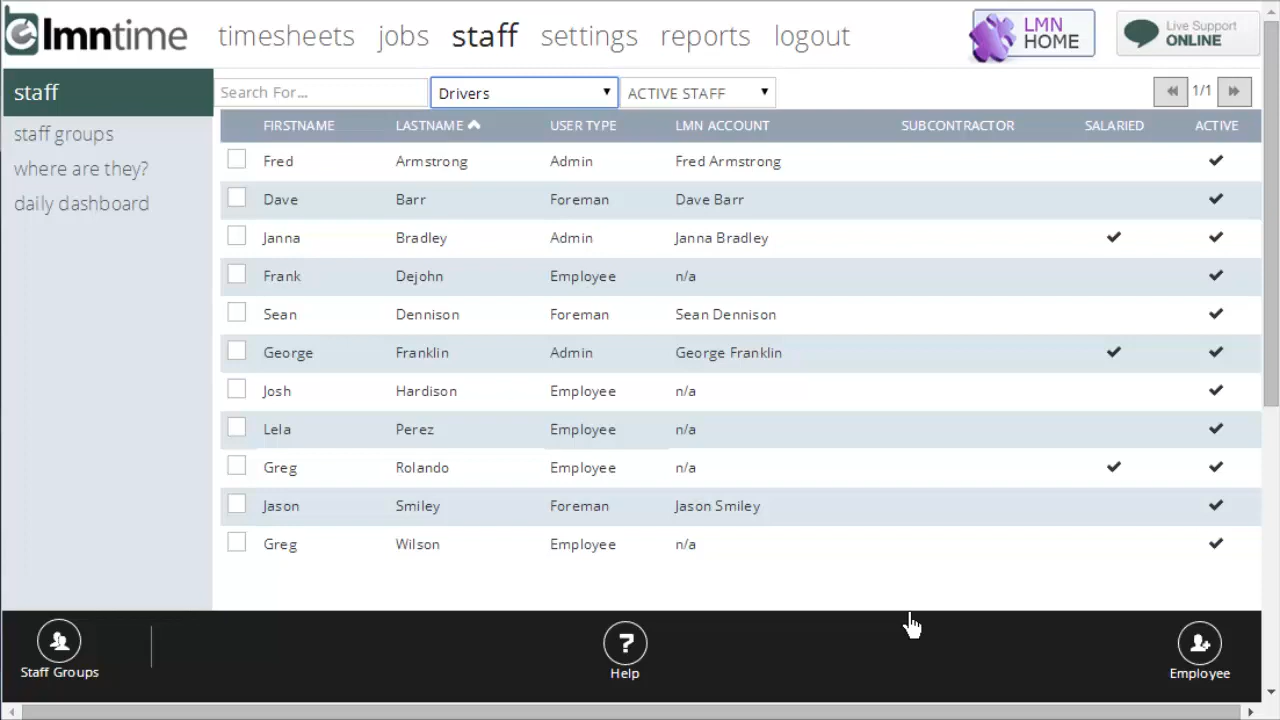 lmntime timesheets jobs staff settings reports logout LMN HOME Live Support ONLINE
staff Search For... Drivers ACTIVE STAFF 1/1
staff groups
where are they?
daily dashboard
FIRSTNAME LASTNAME USER TYPE LMN ACCOUNT SUBCONTRACTOR SALARIED ACTIVE
Fred Armstrong Admin Fred Armstrong
Dave Barr Foreman Dave Barr
Janna Bradley Admin Janna Bradley
Frank Dejohn Employee n/a
Sean Dennison Foreman Sean Dennison
George Franklin Admin George Franklin
Josh Hardison Employee n/a
Lela Perez Employee n/a
Greg Rolando Employee n/a
Jason Smiley Foreman Jason Smiley
Greg Wilson Employee n/a
Staff Groups ? Help Employee